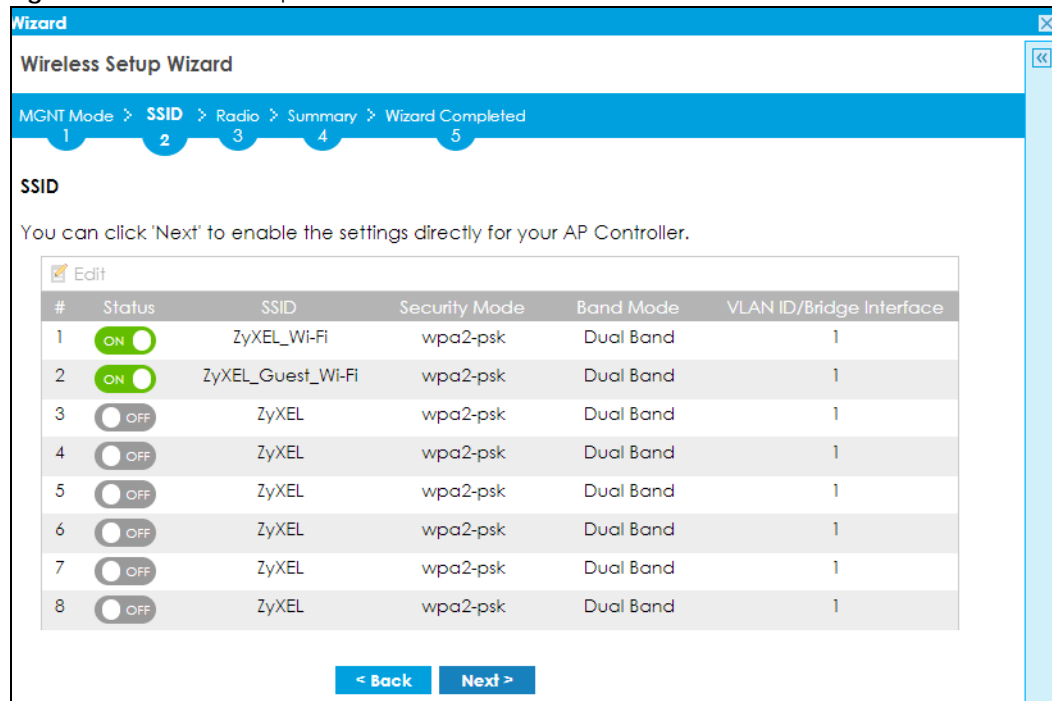 Wizard
Wireless Setup Wizard
MGNT Mode > SSID > Radio > Summary > Wizard Completed
1 2 3 4 5
SSID
You can click 'Next' to enable the settings directly for your AP Controller.
Edit
# Status SSID Security Mode Band Mode VLAN ID/Bridge Interface
1 ON ZyXEL_Wi-Fi wpa2-psk Dual Band 1
2 ON ZyXEL_Guest_Wi-Fi wpa2-psk Dual Band 1
3 OFF ZyXEL wpa2-psk Dual Band 1
4 OFF ZyXEL wpa2-psk Dual Band 1
5 OFF ZyXEL wpa2-psk Dual Band 1
6 OFF ZyXEL wpa2-psk Dual Band 1
7 OFF ZyXEL wpa2-psk Dual Band 1
8 OFF ZyXEL wpa2-psk Dual Band 1
< Back Next >